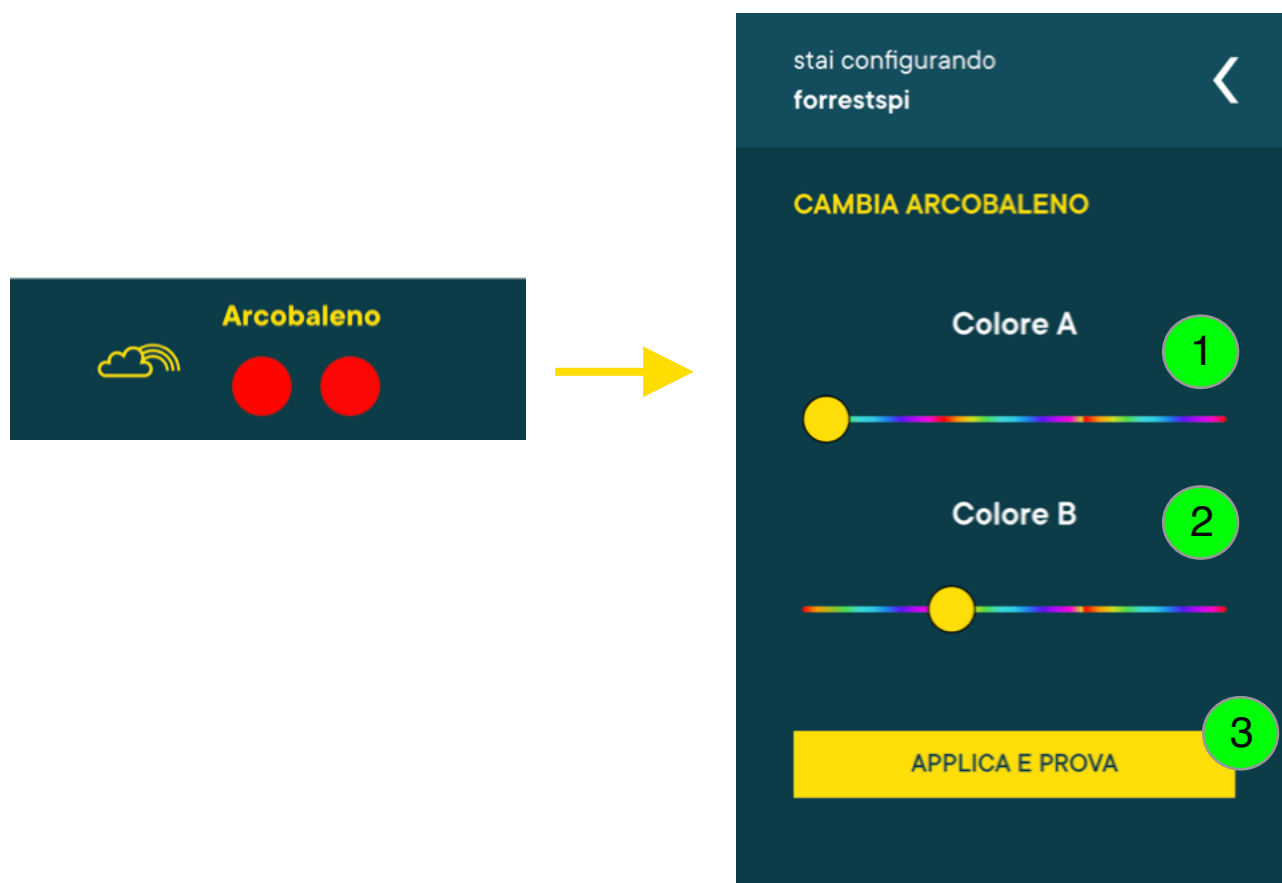 Arcobaleno
stai configurando
forrestspi
CAMBIA ARCOBALENO
Colore A
1
Colore B
2
APPLICA E PROVA
3